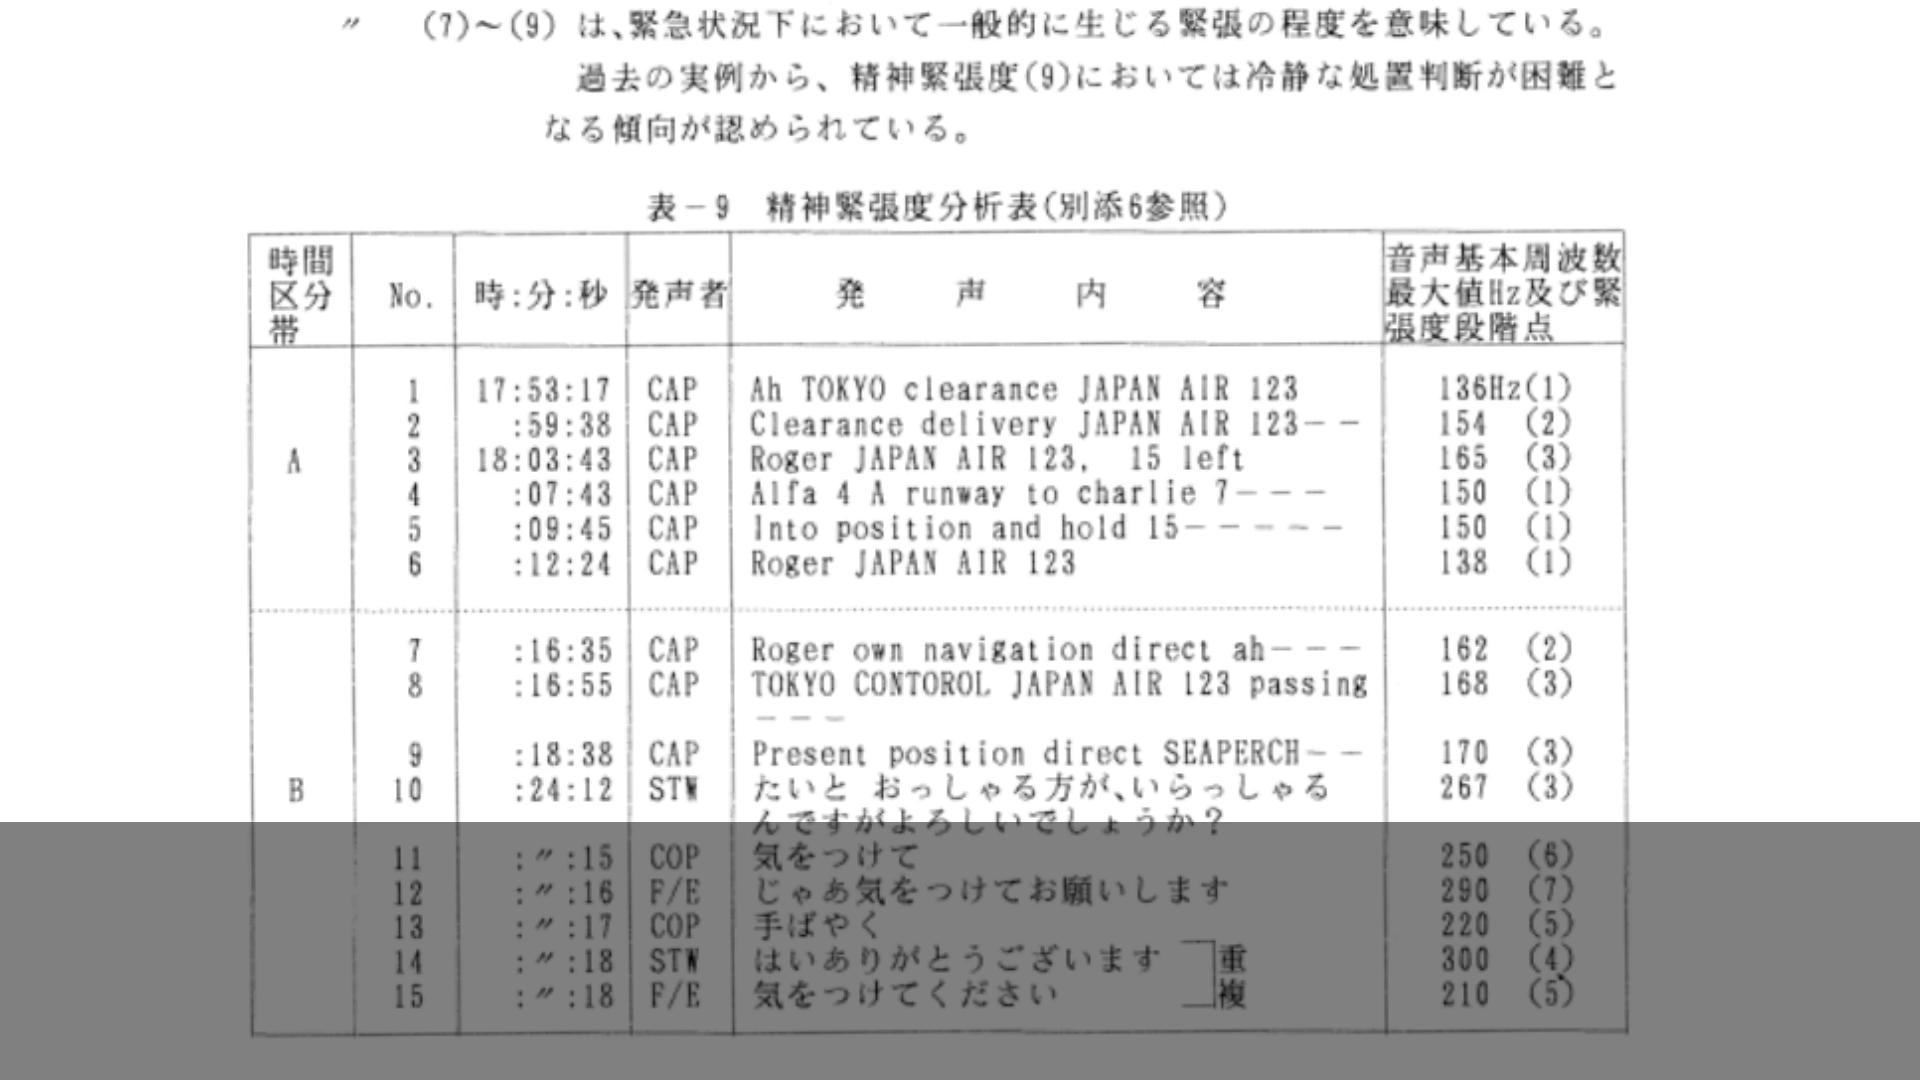 〃 (7)～(9) は、緊急状況下において一般的に生じる緊張の程度を意味している。
過去の実例から、精神緊張度(9)においては冷静な処置判断が困難と
なる傾向が認められている。
表－9 精神緊張度分析表(別添6参照)
時間区分帯 No. 時:分:秒 発声者 発声内容 音声基本周波数最大値Hz及び緊張度段階点
1 17:53:17 CAP Ah TOKYO clearance JAPAN AIR 123 136Hz(1)
2 :59:38 CAP Clearance delivery JAPAN AIR 123－－ 154 (2)
A 3 18:03:43 CAP Roger JAPAN AIR 123, 15 left 165 (3)
4 :07:43 CAP Alfa 4 A runway to charlie 7－－－ 150 (1)
5 :09:45 CAP Into position and hold 15－－－－－ 150 (1)
6 :12:24 CAP Roger JAPAN AIR 123 138 (1)
7 :16:35 CAP Roger own navigation direct ah－－－ 162 (2)
8 :16:55 CAP TOKYO CONTOROL JAPAN AIR 123 passing 168 (3)
－－－
9 :18:38 CAP Present position direct SEAPERCH－－ 170 (3)
B 10 :24:12 STW たいと おっしゃる方が、いらっしゃる 267 (3)
んですがよろしいでしょうか？
11 :〃:15 COP 気をつけて 250 (6)
12 :〃:16 F/E じゃあ気をつけてお願いします 290 (7)
13 :〃:17 COP 手ばやく 220 (5)
14 :〃:18 STW はいありがとうございます 重 300 (4)
15 :〃:18 F/E 気をつけてください 複 210 (5)